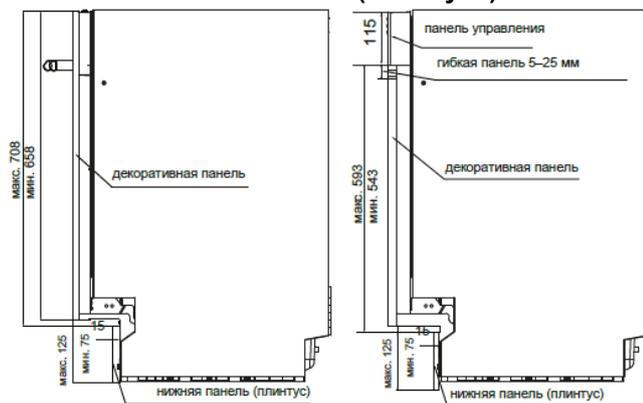 115
панель управления
гибкая панель 5–25 мм
макс. 708
мин. 658
декоративная панель
макс. 593
мин. 543
декоративная панель
15
макс. 125
мин. 75
нижняя панель (плинтус)
15
макс. 125
мин. 75
нижняя панель (плинтус)